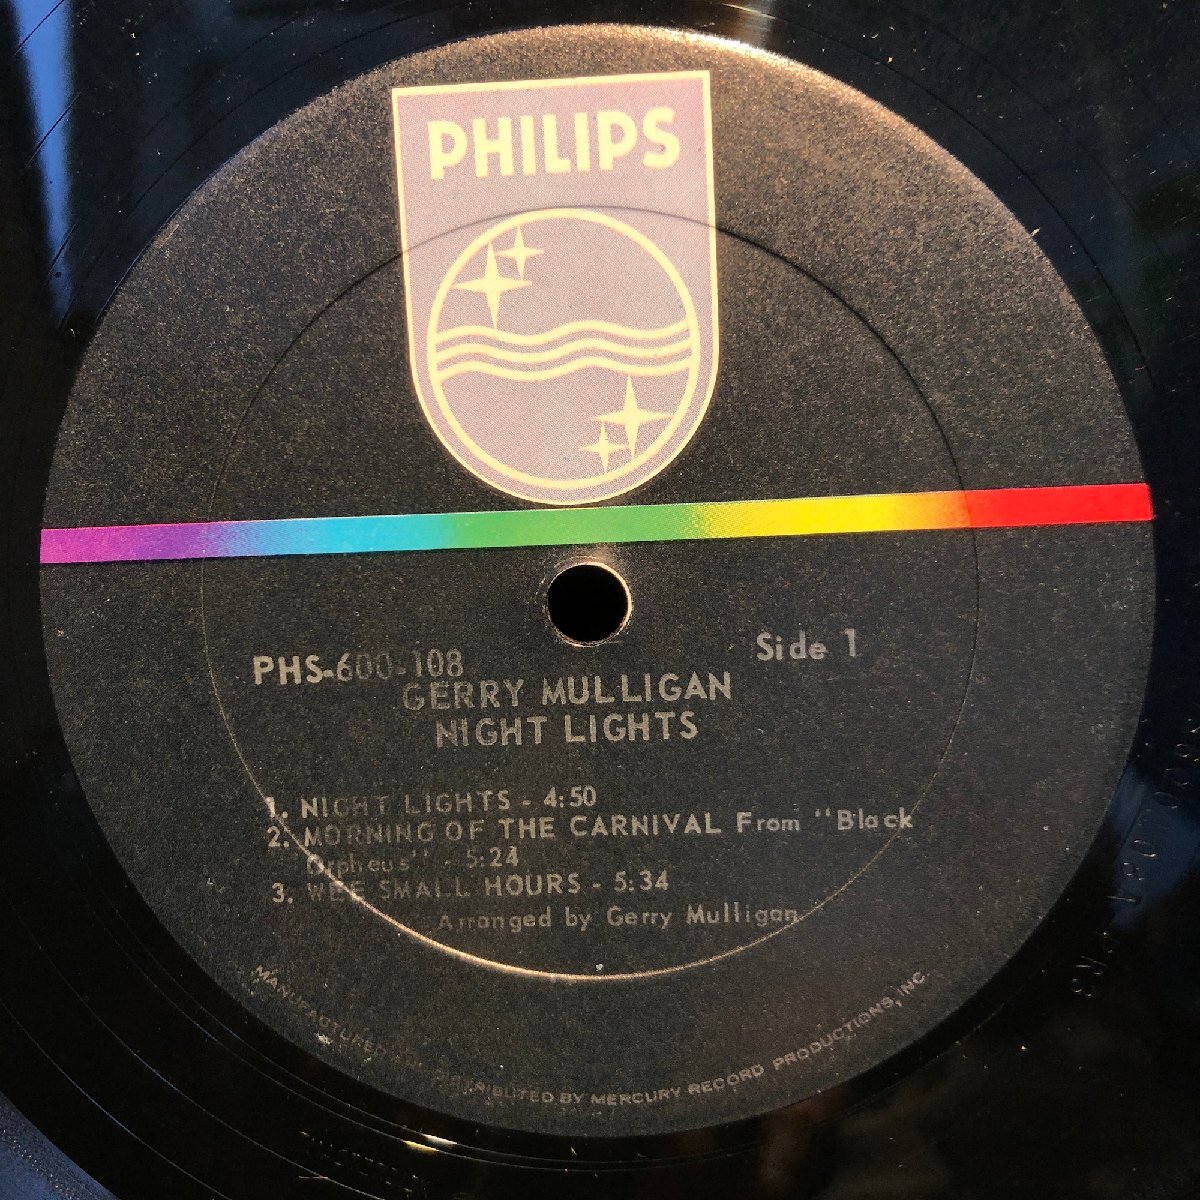 PHILIPS
PHS-600-108
Side 1
GERRY MULLIGAN
NIGHT LIGHTS
1. NIGHT LIGHTS - 4:50
2. MORNING OF THE CARNIVAL From "Black
Orpheus" - 5:24
3. WEE SMALL HOURS - 5:34
Arranged by Gerry Mulligan
MANUFACTURED AND DISTRIBUTED BY MERCURY RECORD PRODUCTIONS, INC.